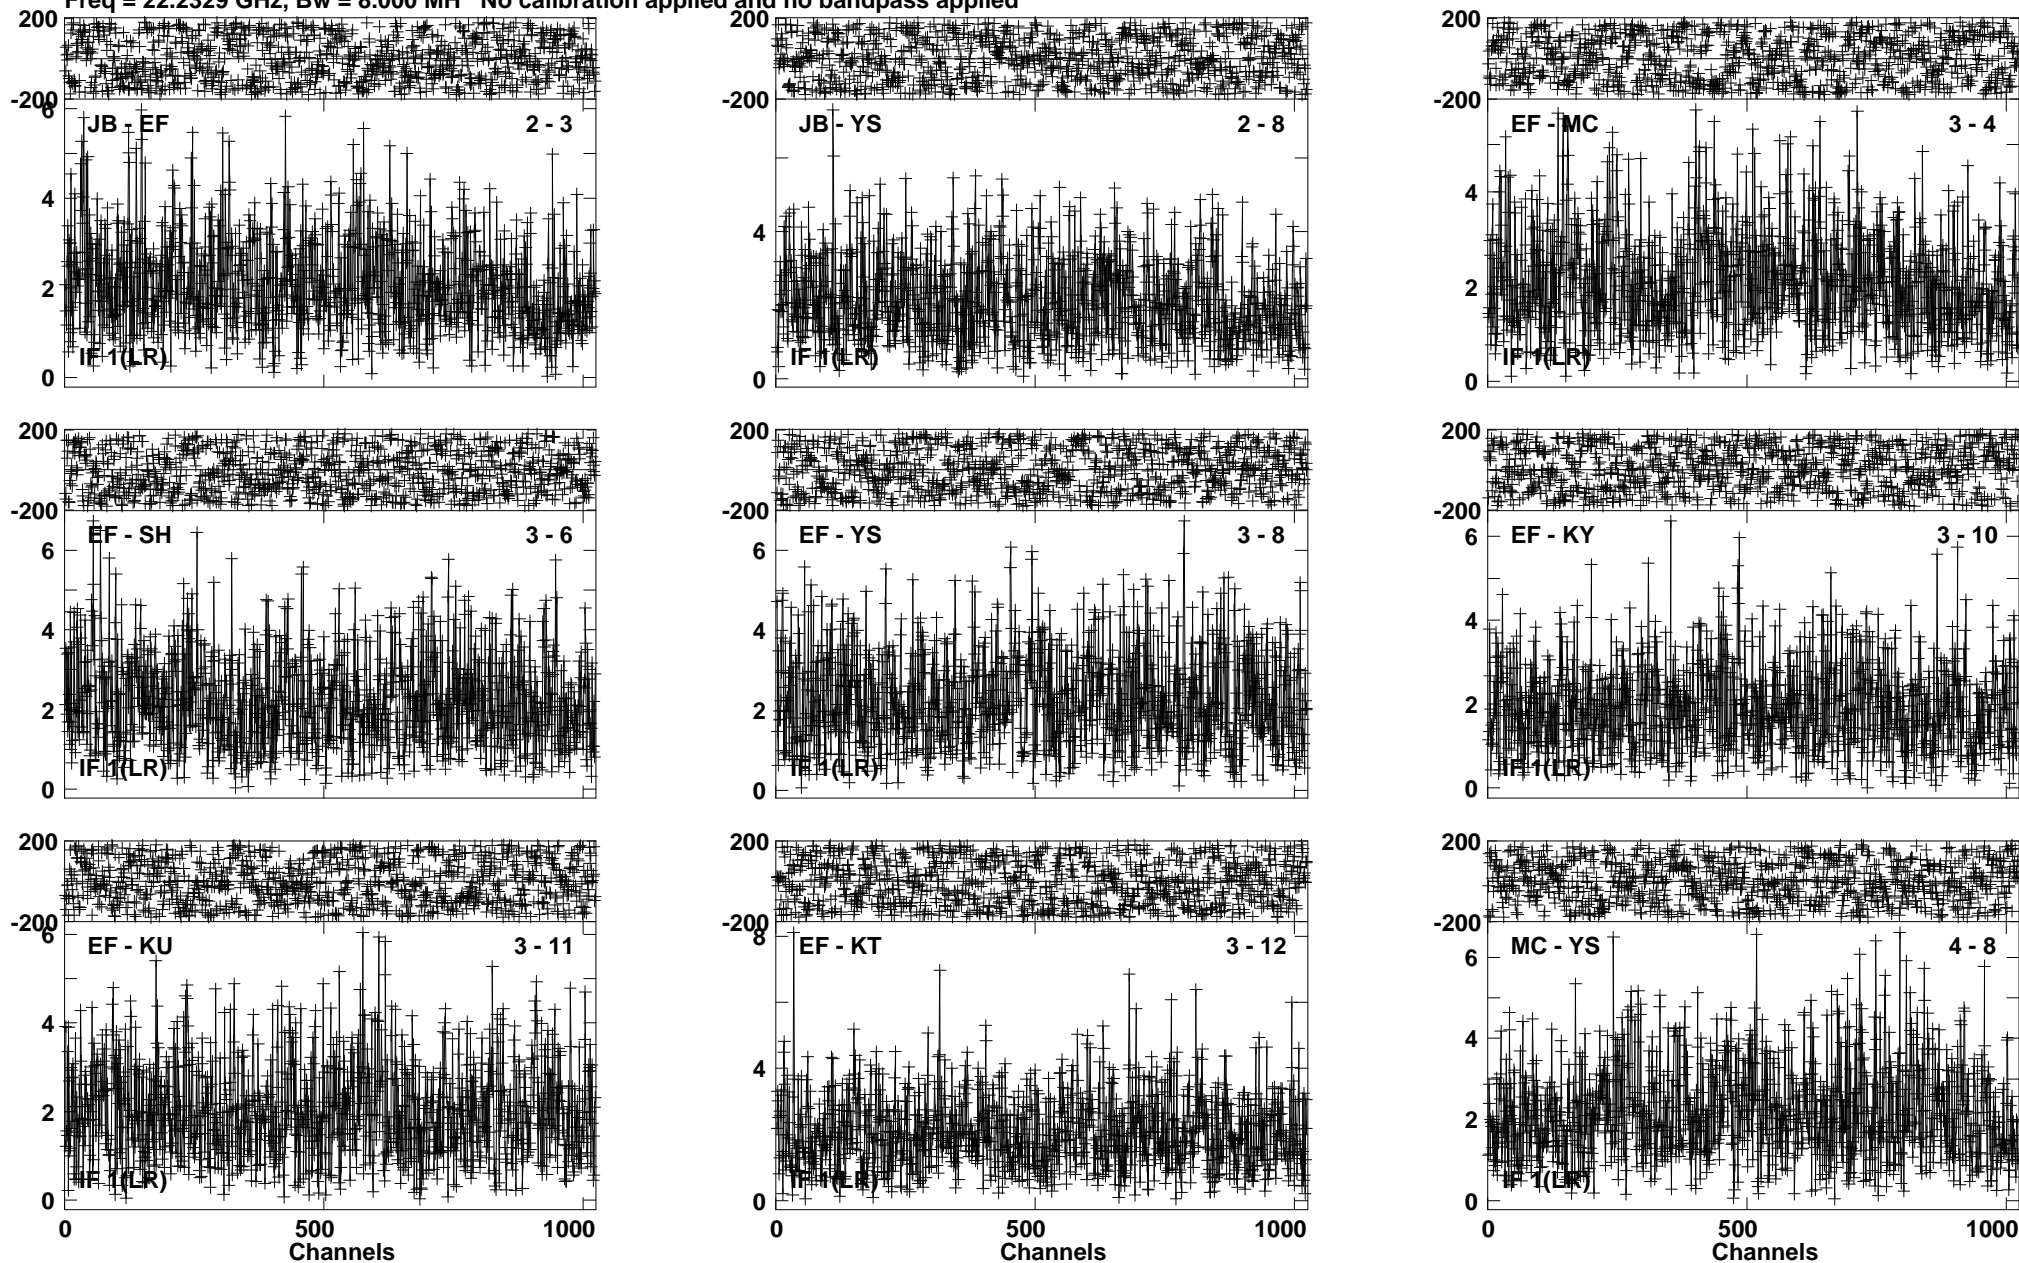 Freq = 22.2329 GHz, Bw = 8.000 MH No calibration applied and no bandpass applied
200 200 200
-200 -200 -200
6 JB - EF 2 - 3 JB - YS 2 - 8 EF - MC 3 - 4
4 4 4
2 2
IF 1(LR) IF 1(LR) IF 1(LR)
0 0 0
200 200 200
-200 -200 -200
EF - SH 3 - 6 EF - YS 3 - 8 EF - KY 3 - 10
6 6 6
4 4 4
2 2 2
IF 1(LR) IF 1(LR) IF 1(LR)
0 0 0
200 200 200
-200 -200 -200
6 EF - KU 3 - 11 8 EF - KT 3 - 12 MC - YS 4 - 8
6
4 4 4
2 2
IF 1(LR) IF 1(LR) IF 1(LR)
0 0 0
0 500 1000 0 500 1000 0 500 1000
Channels Channels Channels